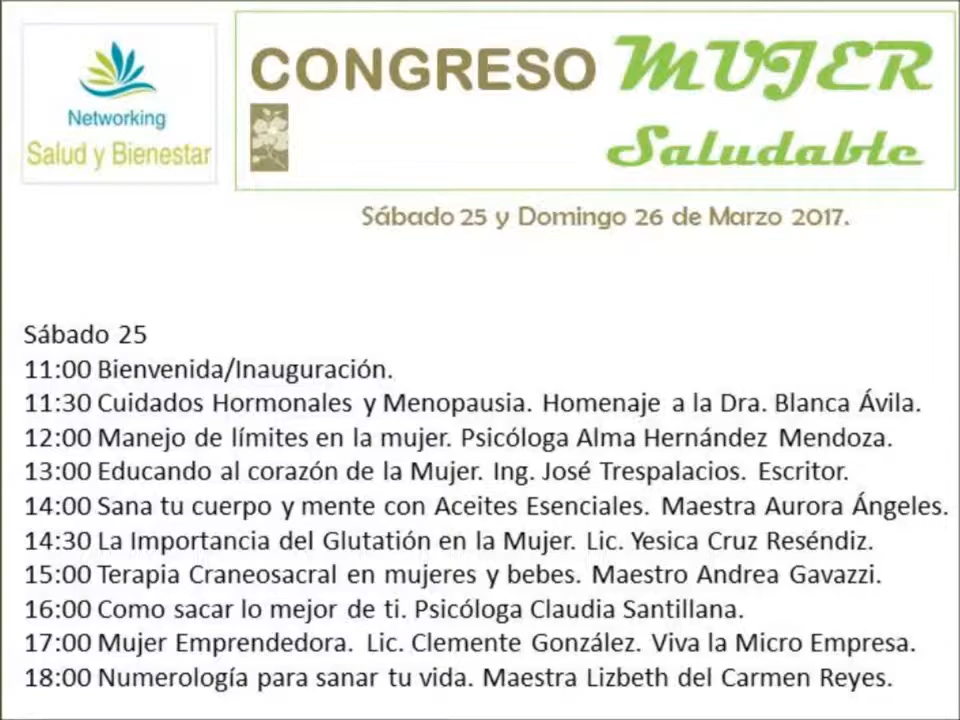 Networking
Salud y Bienestar
CONGRESO MUJER
Saludable
Sábado 25 y Domingo 26 de Marzo 2017.
Sábado 25
11:00 Bienvenida/Inauguración.
11:30 Cuidados Hormonales y Menopausia. Homenaje a la Dra. Blanca Ávila.
12:00 Manejo de límites en la mujer. Psicóloga Alma Hernández Mendoza.
13:00 Educando al corazón de la Mujer. Ing. José Trespalacios. Escritor.
14:00 Sana tu cuerpo y mente con Aceites Esenciales. Maestra Aurora Ángeles.
14:30 La Importancia del Glutatión en la Mujer. Lic. Yesica Cruz Reséndiz.
15:00 Terapia Craneosacral en mujeres y bebes. Maestro Andrea Gavazzi.
16:00 Como sacar lo mejor de ti. Psicóloga Claudia Santillana.
17:00 Mujer Emprendedora. Lic. Clemente González. Viva la Micro Empresa.
18:00 Numerología para sanar tu vida. Maestra Lizbeth del Carmen Reyes.